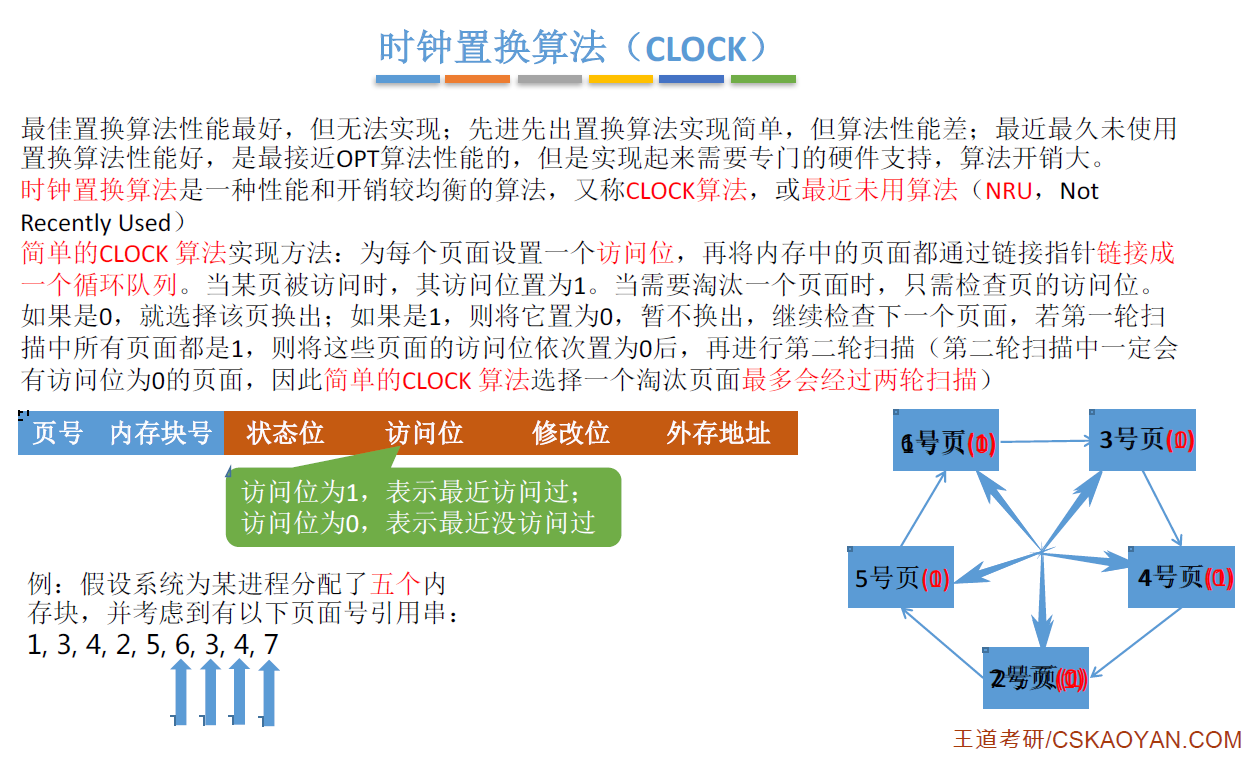 时钟置换算法（CLOCK）
最佳置换算法性能最好，但无法实现；先进先出置换算法实现简单，但算法性能差；最近最久未使用
置换算法性能好，是最接近OPT算法性能的，但是实现起来需要专门的硬件支持，算法开销大。
时钟置换算法是一种性能和开销较均衡的算法，又称CLOCK算法，或最近未用算法（NRU，Not
Recently Used）
简单的CLOCK 算法实现方法：为每个页面设置一个访问位，再将内存中的页面都通过链接指针链接成
一个循环队列。当某页被访问时，其访问位置为1。当需要淘汰一个页面时，只需检查页的访问位。
如果是0，就选择该页换出；如果是1，则将它置为0，暂不换出，继续检查下一个页面，若第一轮扫
描中所有页面都是1，则将这些页面的访问位依次置为0后，再进行第二轮扫描（第二轮扫描中一定会
有访问位为0的页面，因此简单的CLOCK 算法选择一个淘汰页面最多会经过两轮扫描）
页号 内存块号 状态位 访问位 修改位 外存地址
访问位为1，表示最近访问过；
访问位为0，表示最近没访问过
例：假设系统为某进程分配了五个内
存块，并考虑到有以下页面号引用串：
1, 3, 4, 2, 5, 6, 3, 4, 7
号页
3号页
5号页
4号页
号页
王道考研/CSKAOYAN.COM